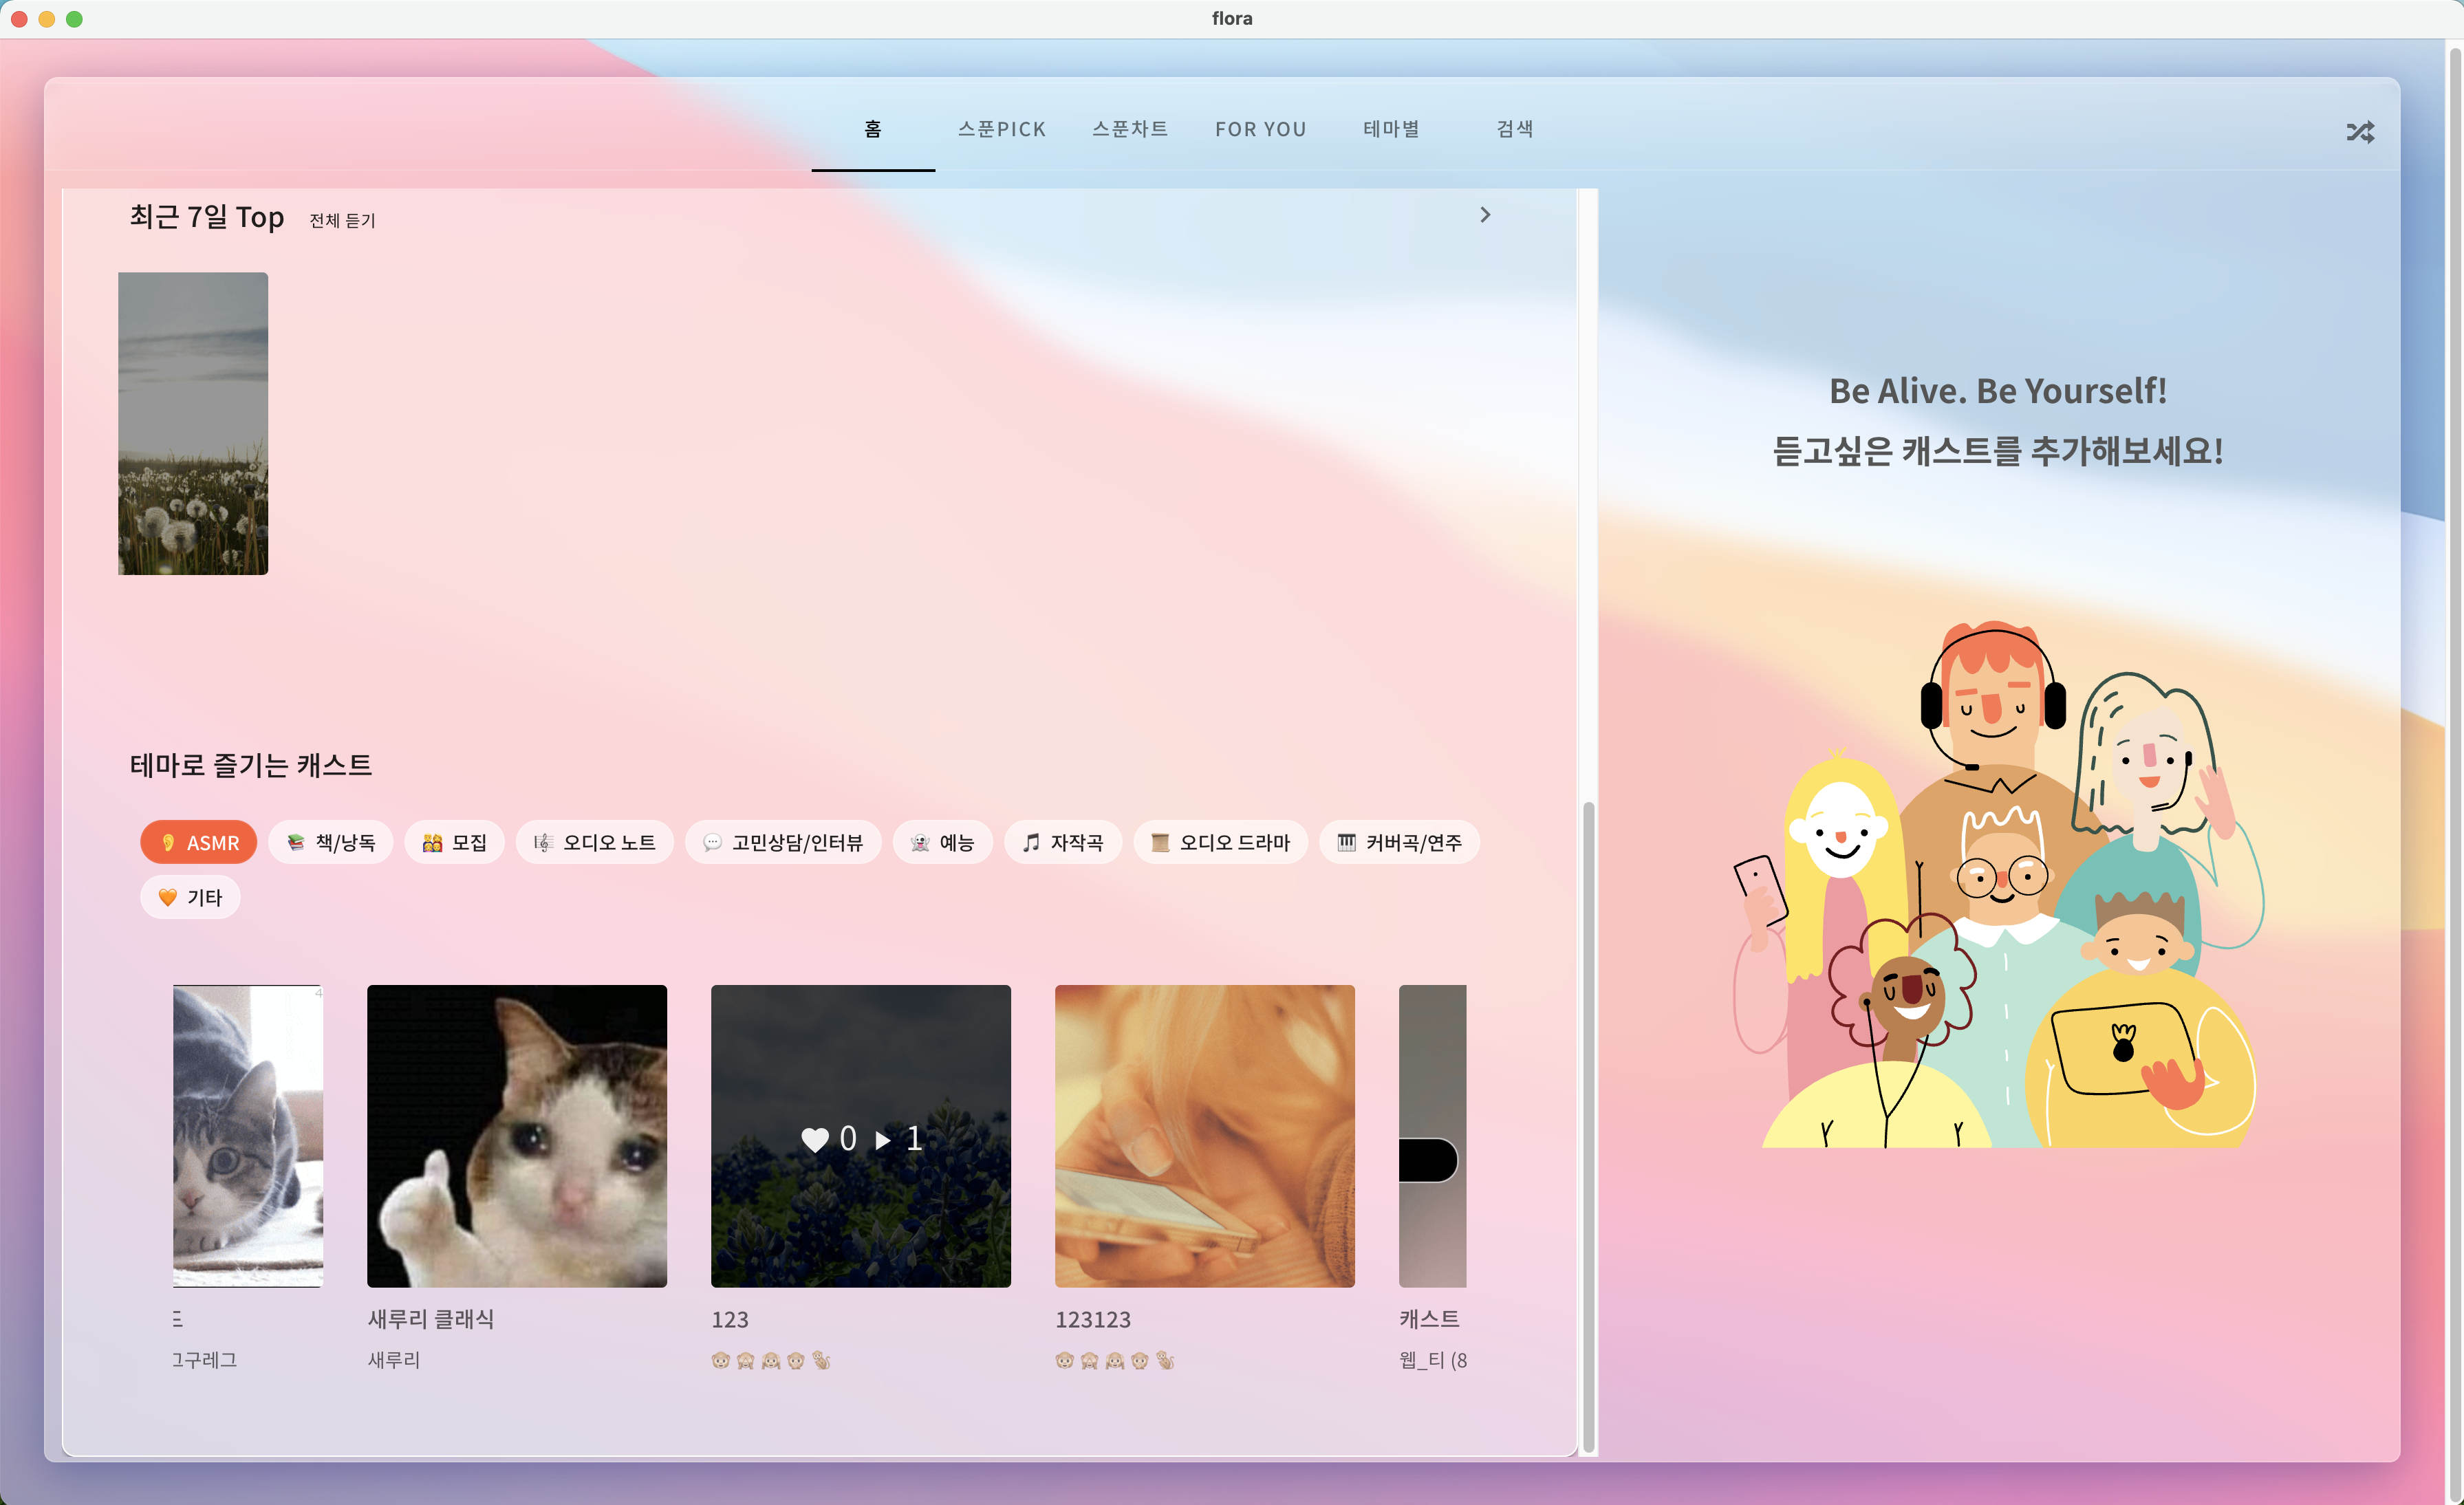 flora
홈 스푼PICK 스푼차트 FOR YOU 테마별 검색
최근 7일 Top 전체 듣기
Be Alive. Be Yourself!
듣고싶은 캐스트를 추가해보세요!
테마로 즐기는 캐스트
👂 ASMR 📚 책/낭독 👨‍👩‍👧‍👦 모집 🎼 오디오 노트 💬 고민상담/인터뷰 👻 예능 🎵 자작곡 📜 오디오 드라마 🎹 커버곡/연주
🧡 기타
4
0 1
새루리 클래식 123 123123 캐스트
구레그 새루리 🐵🙈🙉🐵🐒 🐵🙈🙉🐵🐒 웹_티 (8